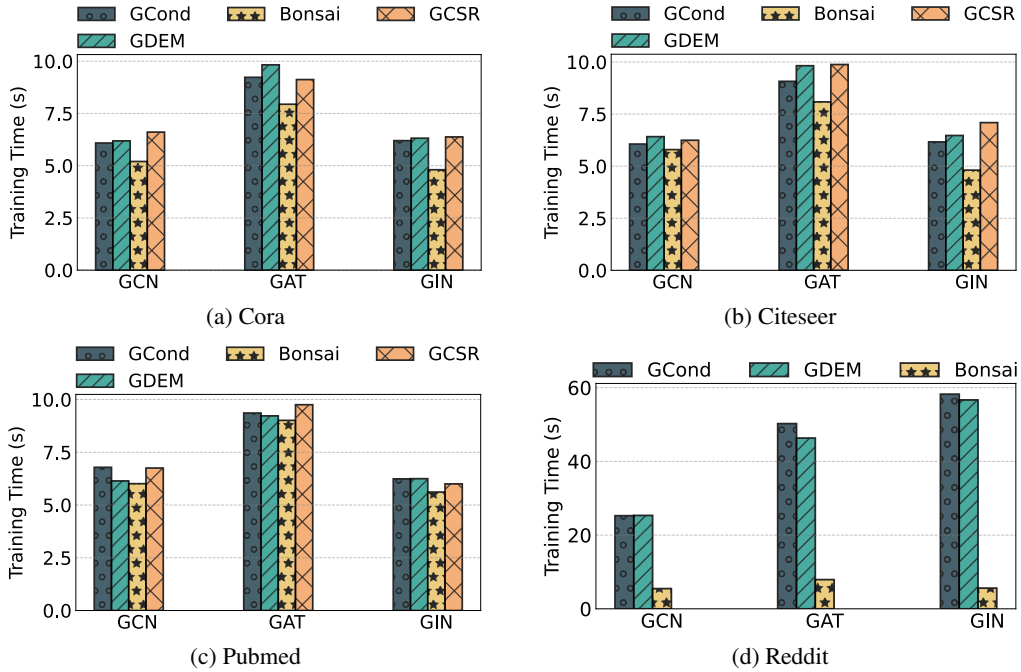 GCond Bonsai GCSR
GDEM
Training Time (s)
10.0
7.5
5.0
2.5
0.0
GCN GAT GIN
(a) Cora
GCond Bonsai GCSR
GDEM
Training Time (s)
10.0
7.5
5.0
2.5
0.0
GCN GAT GIN
(b) Citeseer
GCond Bonsai GCSR
GDEM
Training Time (s)
10.0
7.5
5.0
2.5
0.0
GCN GAT GIN
(c) Pubmed
GCond GDEM Bonsai
Training Time (s)
60
40
20
0
GCN GAT GIN
(d) Reddit